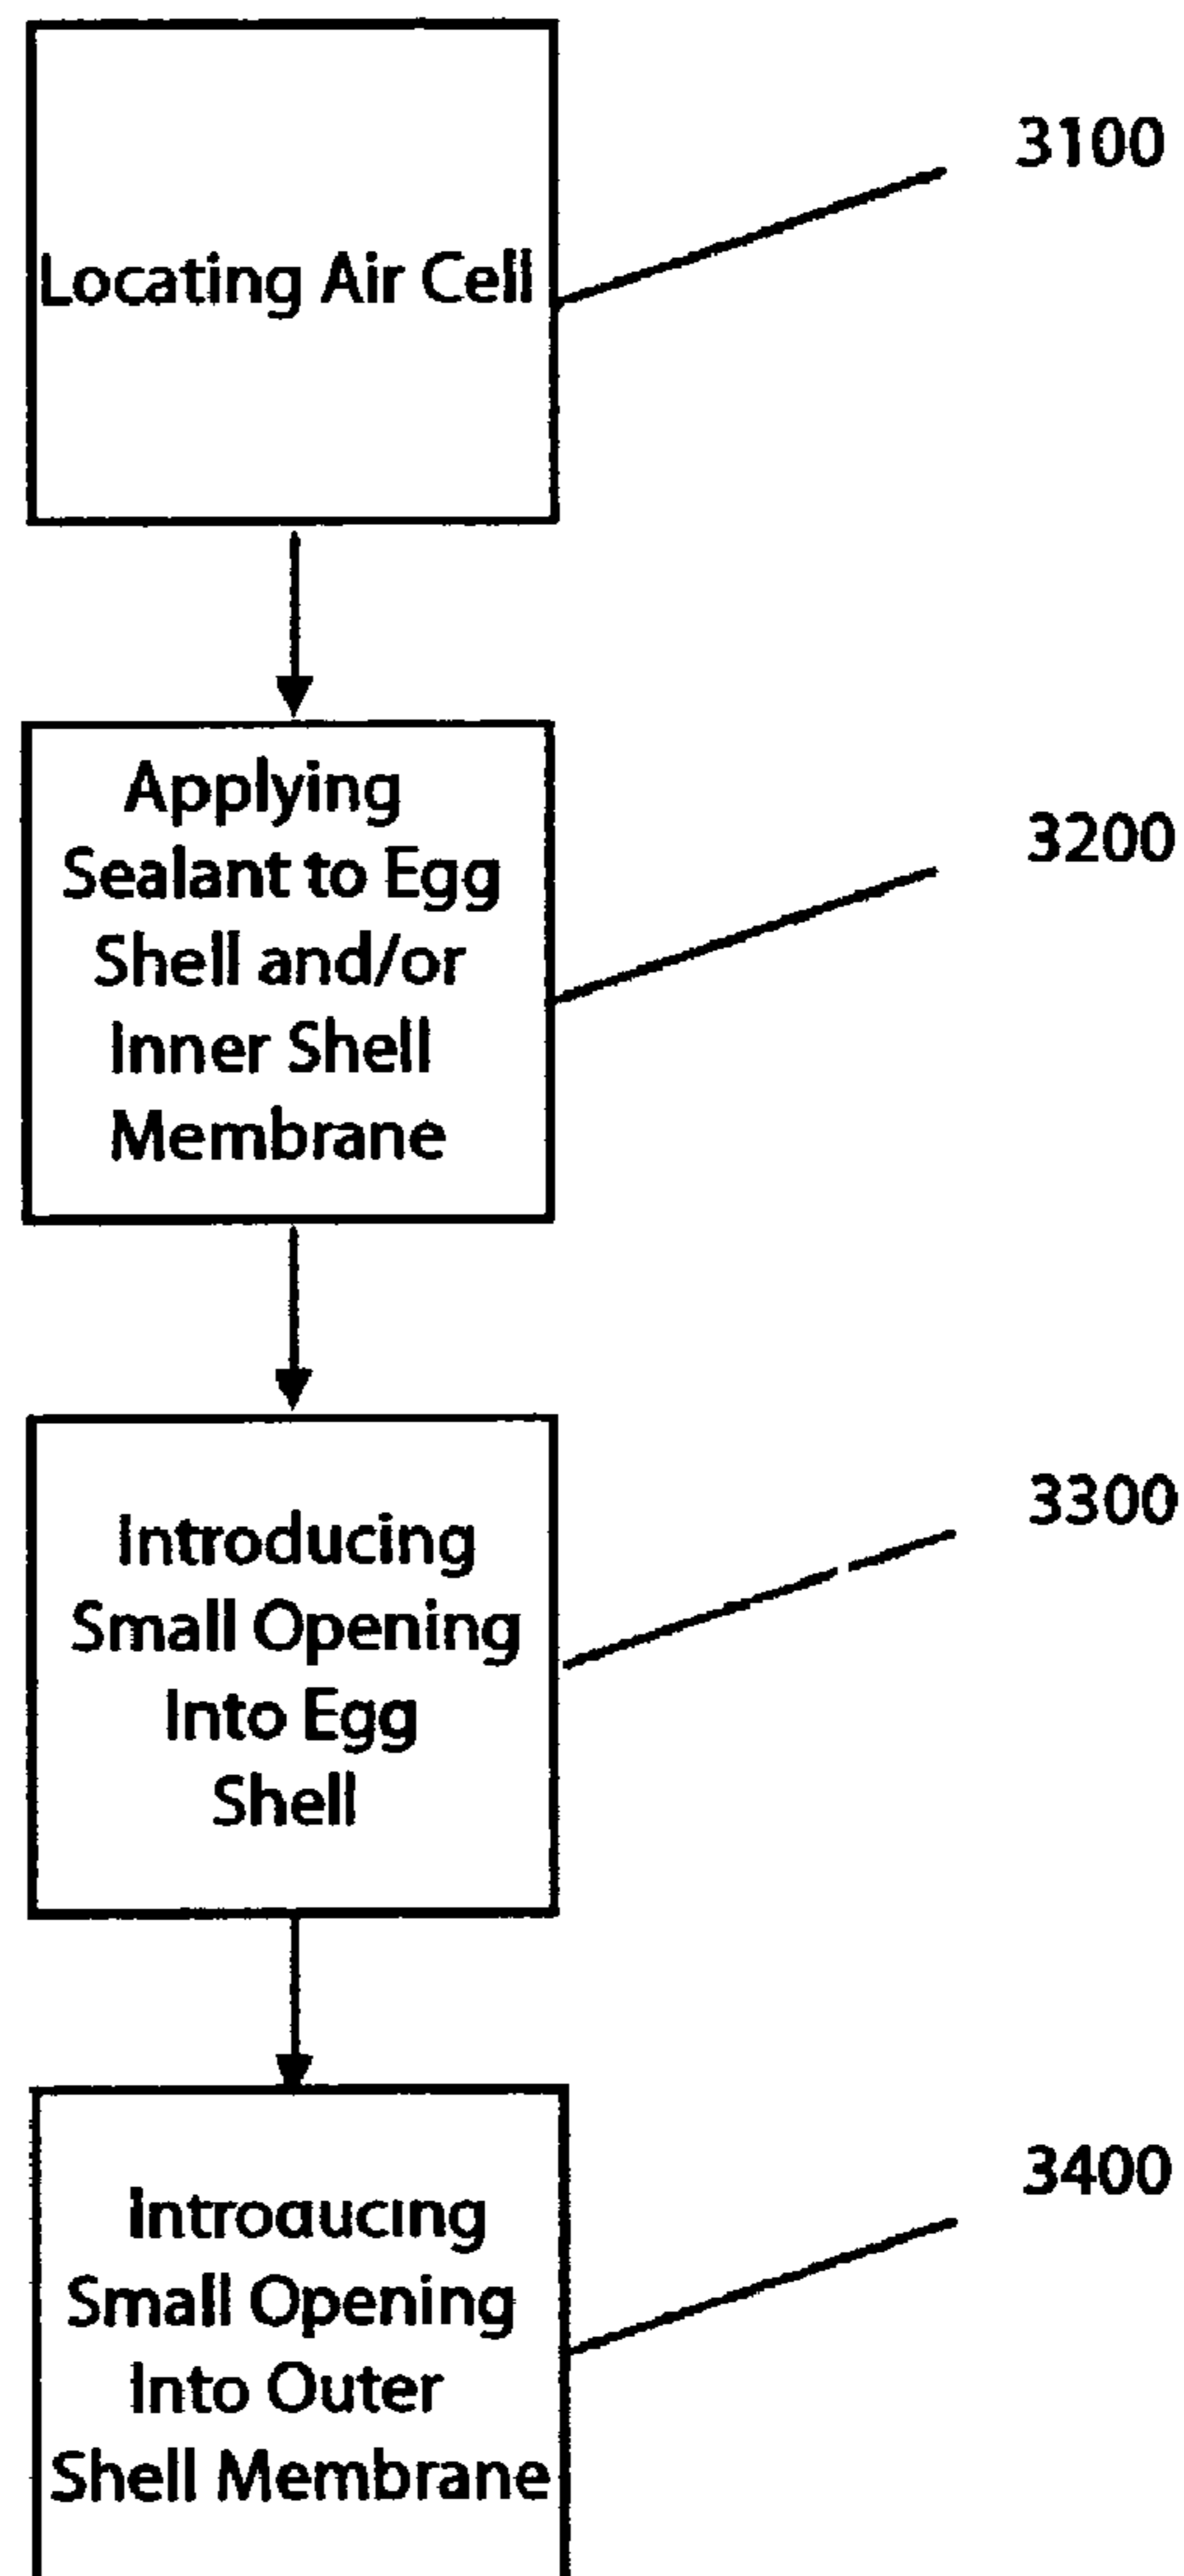 3100
Locating Air Cell
3200
Applying
Sealant to Egg
Shell and/or
Inner Shell
Membrane
3300
Introducing
Small Opening
Into Egg
Shell
3400
Introducing
Small Opening
Into Outer
Shell Membrane